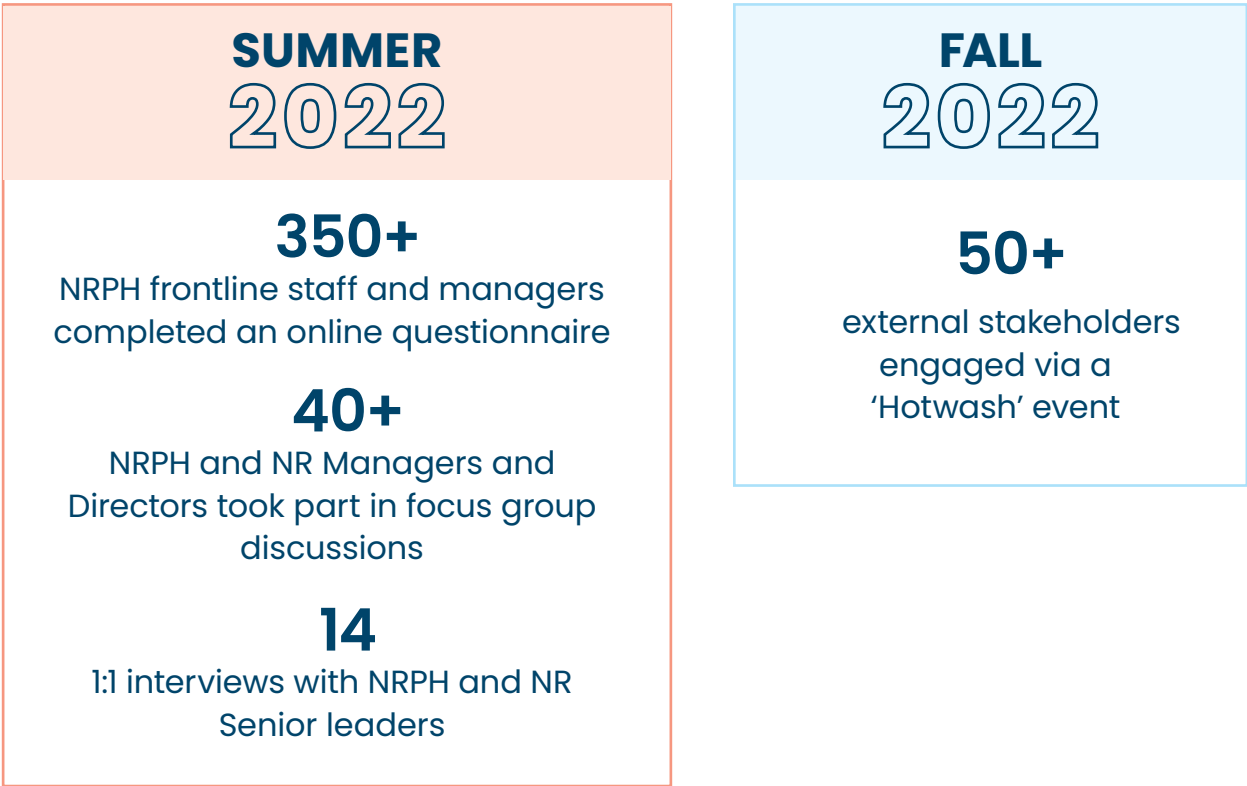 SUMMER
2022
350+
NRPH frontline staff and managers
completed an online questionnaire
40+
NRPH and NR Managers and
Directors took part in focus group
discussions
14
1:1 interviews with NRPH and NR
Senior leaders
FALL
2022
50+
external stakeholders
engaged via a
‘Hotwash’ event